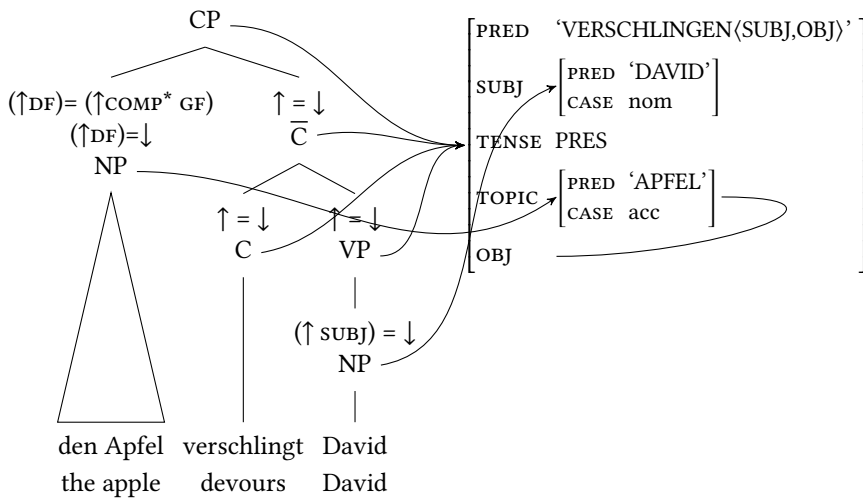 CP
(↑DF)= (↑COMP* GF)
(↑DF)=↓
NP
↑ = ↓
C̅
↑ = ↓
C
↑ = ↓
VP
(↑ SUBJ) = ↓
NP
den Apfel verschlingt David
the apple devours David
PRED ‘VERSCHLINGEN⟨SUBJ,OBJ⟩’
SUBJ [PRED ‘DAVID’
CASE nom]
TENSE PRES
TOPIC [PRED ‘APFEL’
CASE acc]
OBJ